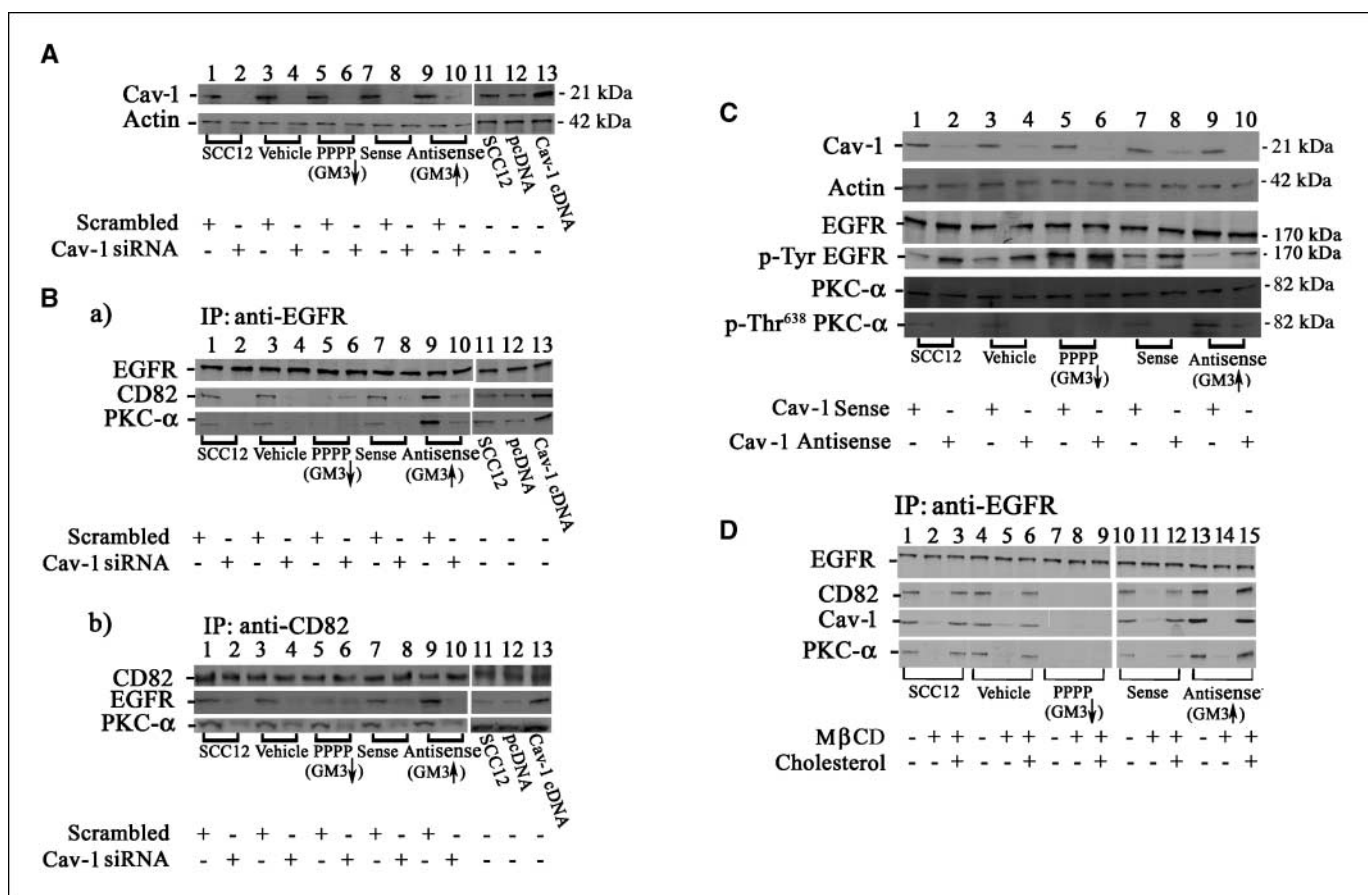 A
1 2 3 4 5 6 7 8 9 10 11 12 13
Cav-1 - 21 kDa
Actin - 42 kDa
SCC12 Vehicle PPPP Sense Antisense SCC12 pcDNA Cav-1 cDNA
(GM3↓) (GM3↑)
Scrambled + - + - + - + - + -
Cav-1 siRNA - + - + - + - + - +
B
a)
IP: anti-EGFR
1 2 3 4 5 6 7 8 9 10 11 12 13
EGFR
CD82
PKC-α
SCC12 Vehicle PPPP Sense Antisense SCC12 pcDNA Cav-1 cDNA
(GM3↓) (GM3↑)
Scrambled + - + - + - + - + - - - -
Cav-1 siRNA - + - + - + - + - + - - -
b)
IP: anti-CD82
1 2 3 4 5 6 7 8 9 10 11 12 13
CD82
EGFR
PKC-α
SCC12 Vehicle PPPP Sense Antisense SCC12 pcDNA Cav-1 cDNA
(GM3↓) (GM3↑)
Scrambled + - + - + - + - + - - - -
Cav-1 siRNA - + - + - + - + - + - - -
C
1 2 3 4 5 6 7 8 9 10
Cav-1 - 21 kDa
Actin - 42 kDa
EGFR - 170 kDa
p-Tyr EGFR - 170 kDa
PKC-α - 82 kDa
p-Thr638 PKC-α - 82 kDa
SCC12 Vehicle PPPP Sense Antisense
(GM3↓) (GM3↑)
Cav-1 Sense + - + - + - + - + -
Cav-1 Antisense - + - + - + - + - +
D
IP: anti-EGFR
1 2 3 4 5 6 7 8 9 10 11 12 13 14 15
EGFR
CD82
Cav-1
PKC-α
SCC12 Vehicle PPPP Sense Antisense
(GM3↓) (GM3↑)
MβCD - + + - + + - + + - + + - + +
Cholesterol - - + - - + - - + - - + - - +